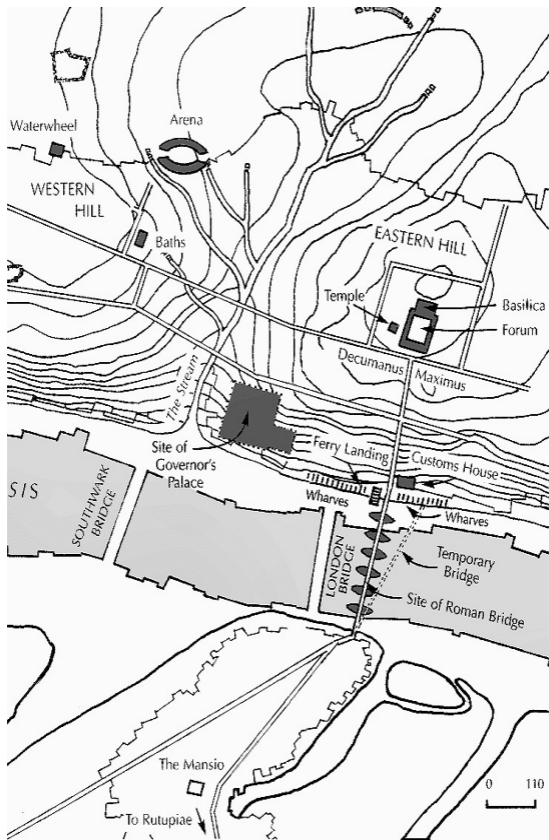 Arena
Waterwheel
WESTERN
HILL
Baths
EASTERN HILL
Temple
Basilica
Forum
Decumanus
Maximus
The Stream
Site of
Governor's
Palace
Ferry Landing
Customs House
Wharves
Wharves
SIS
SOUTHWARK
BRIDGE
LONDON
BRIDGE
Temporary
Bridge
Site of Roman Bridge
The Mansio
To Rutupiae
0 110